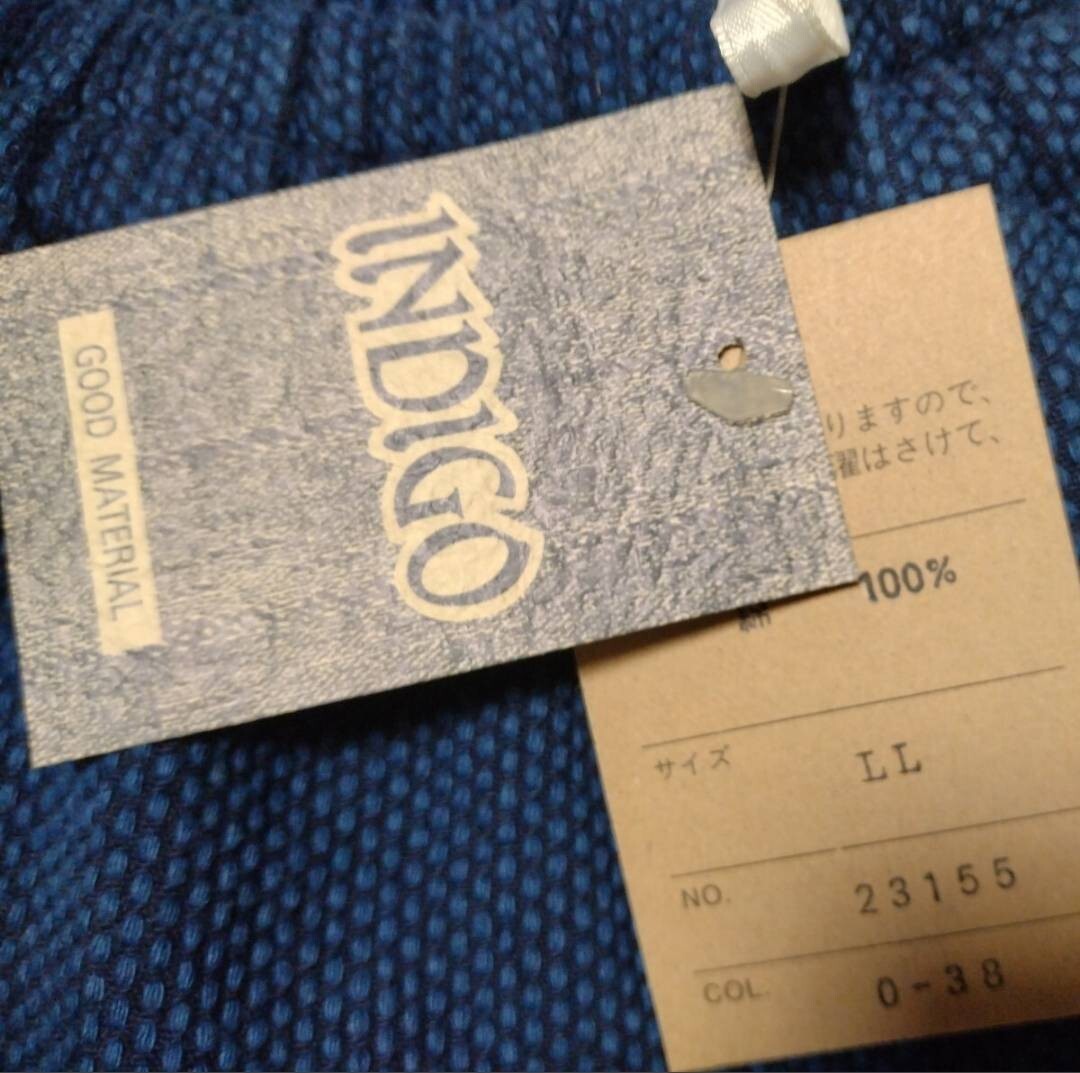 INDIGO
GOOD MATERIAL
りますので、
濯はさけて、
綿 100%
サイズ LL
NO. 23155
COL. 0-38